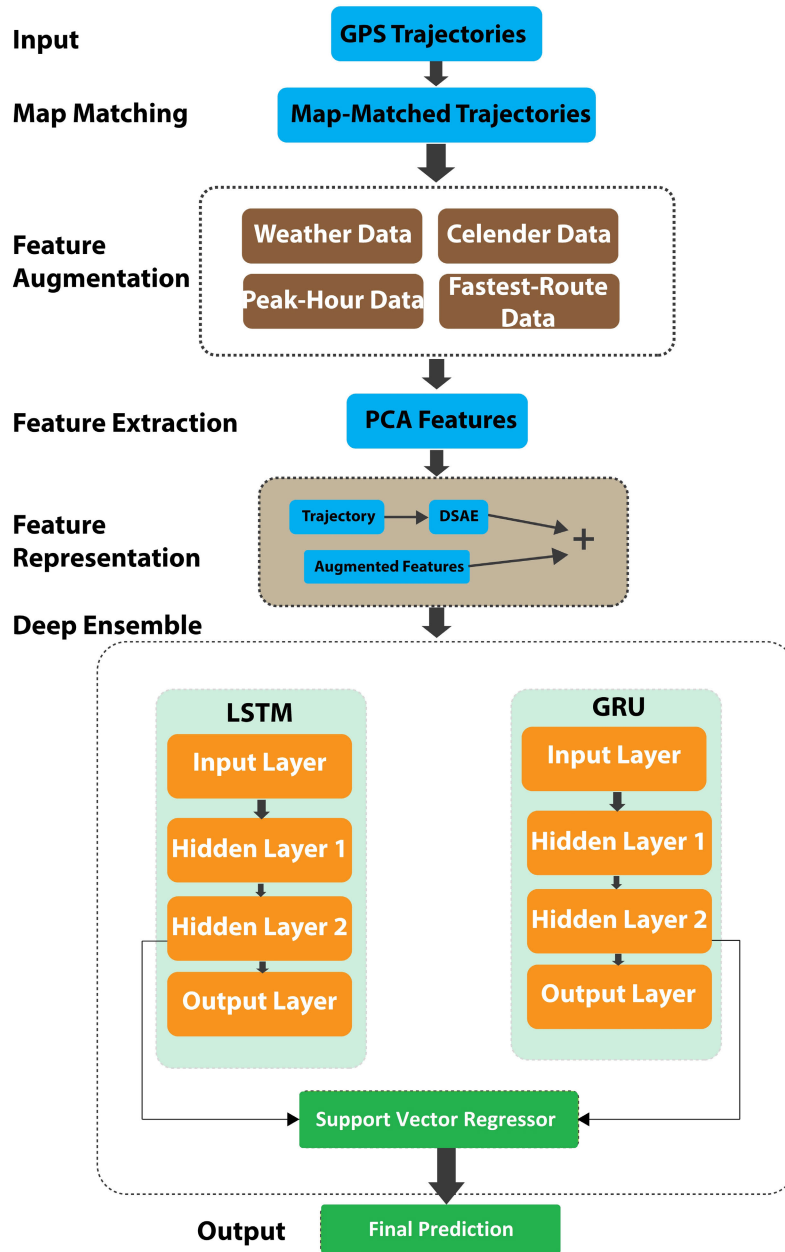 Input
GPS Trajectories
Map Matching
Map-Matched Trajectories
Feature
Augmentation
Weather Data
Celender Data
Peak-Hour Data
Fastest-Route
Data
Feature Extraction
PCA Features
Feature
Representation
Trajectory
DSAE
+
Augmented Features
Deep Ensemble
LSTM
Input Layer
Hidden Layer 1
Hidden Layer 2
Output Layer
GRU
Input Layer
Hidden Layer 1
Hidden Layer 2
Output Layer
Support Vector Regressor
Output
Final Prediction